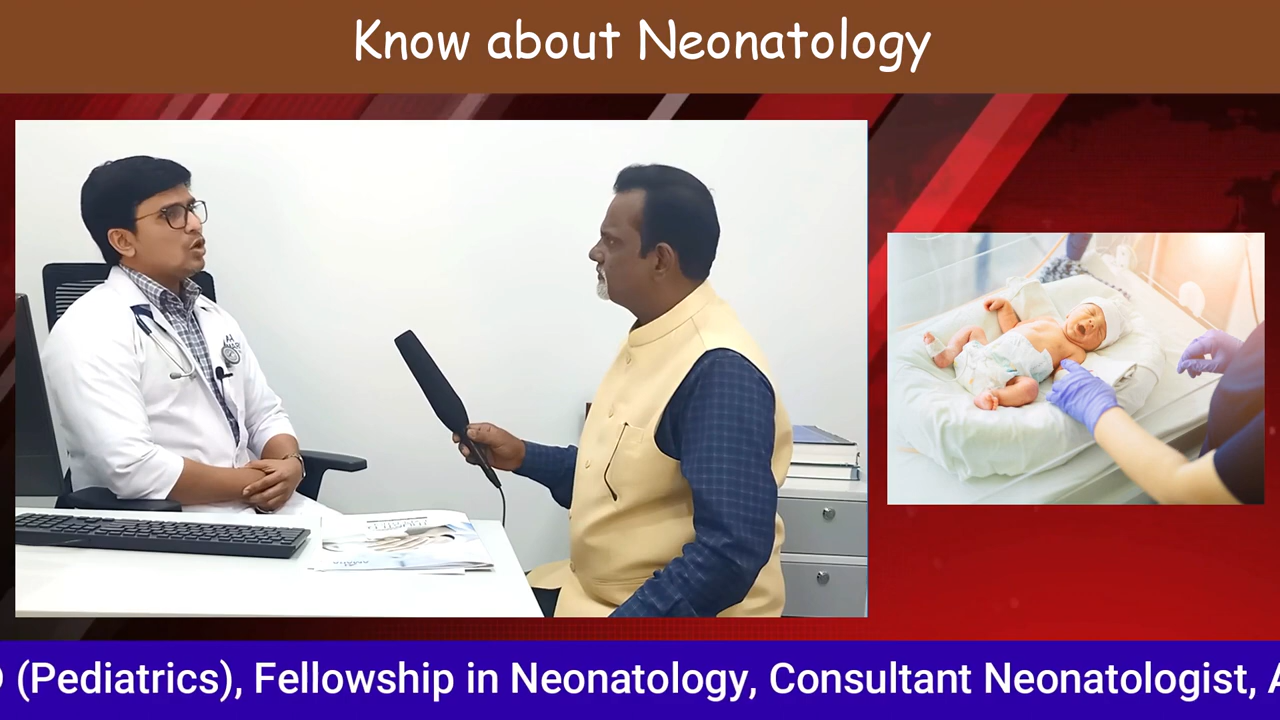 Know about Neonatology
(Pediatrics), Fellowship in Neonatology, Consultant Neonatologist,